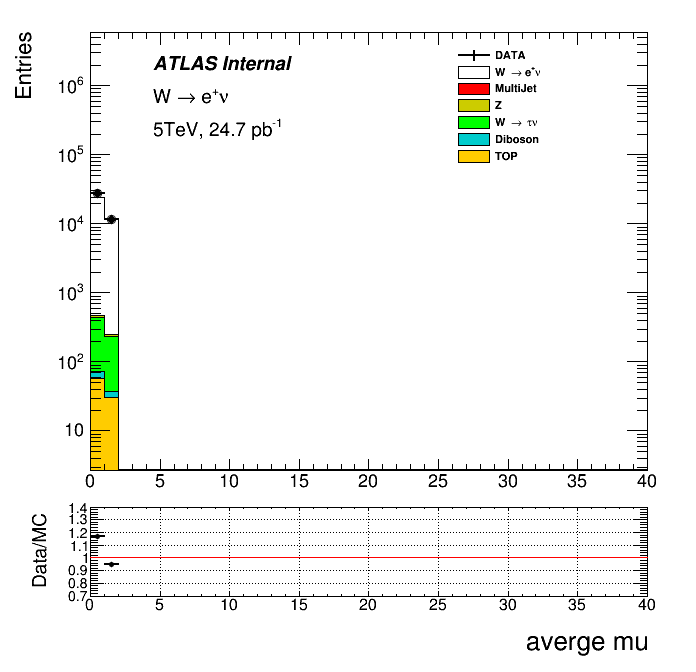 Entries
10⁶
10⁵
10⁴
10³
10²
10
ATLAS Internal
W → e⁺ν
5TeV, 24.7 pb⁻¹
DATA
W → e⁺ν
MultiJet
Z
W → τν
Diboson
TOP
0 5 10 15 20 25 30 35 40
Data/MC
1.4
1.3
1.2
1.1
1
0.9
0.8
0.7
0 5 10 15 20 25 30 35 40
averge mu